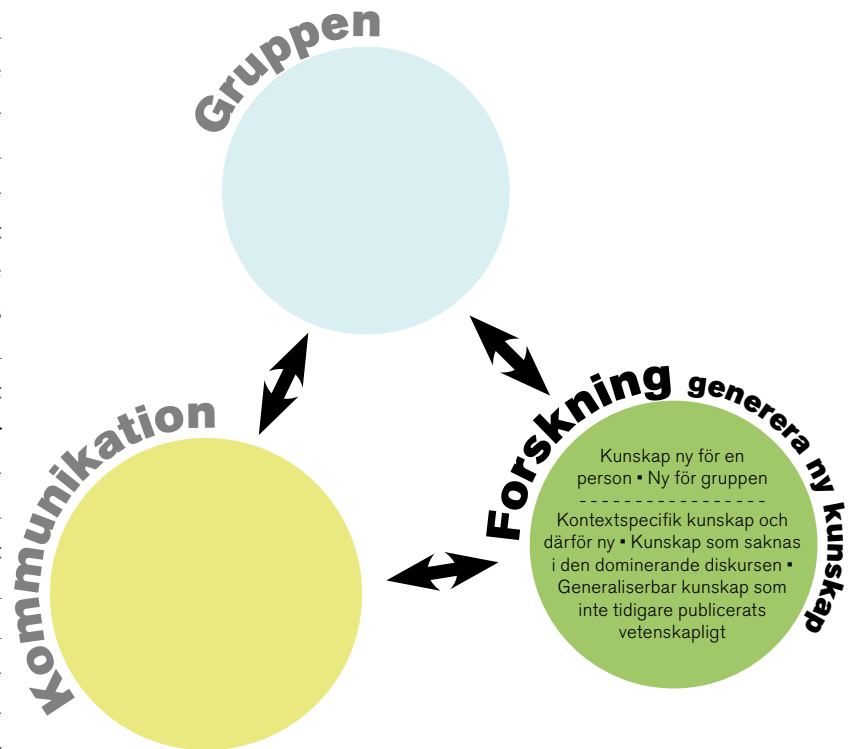 Gruppen
Kommunikation
Forskning generera ny kunskap
Kunskap ny för en
person ▪ Ny för gruppen
- - - - - - - - - - - - - - - - -
Kontextspecifik kunskap och
därför ny ▪ Kunskap som saknas
i den dominerande diskursen ▪
Generaliserbar kunskap som
inte tidigare publicerats
vetenskapligt